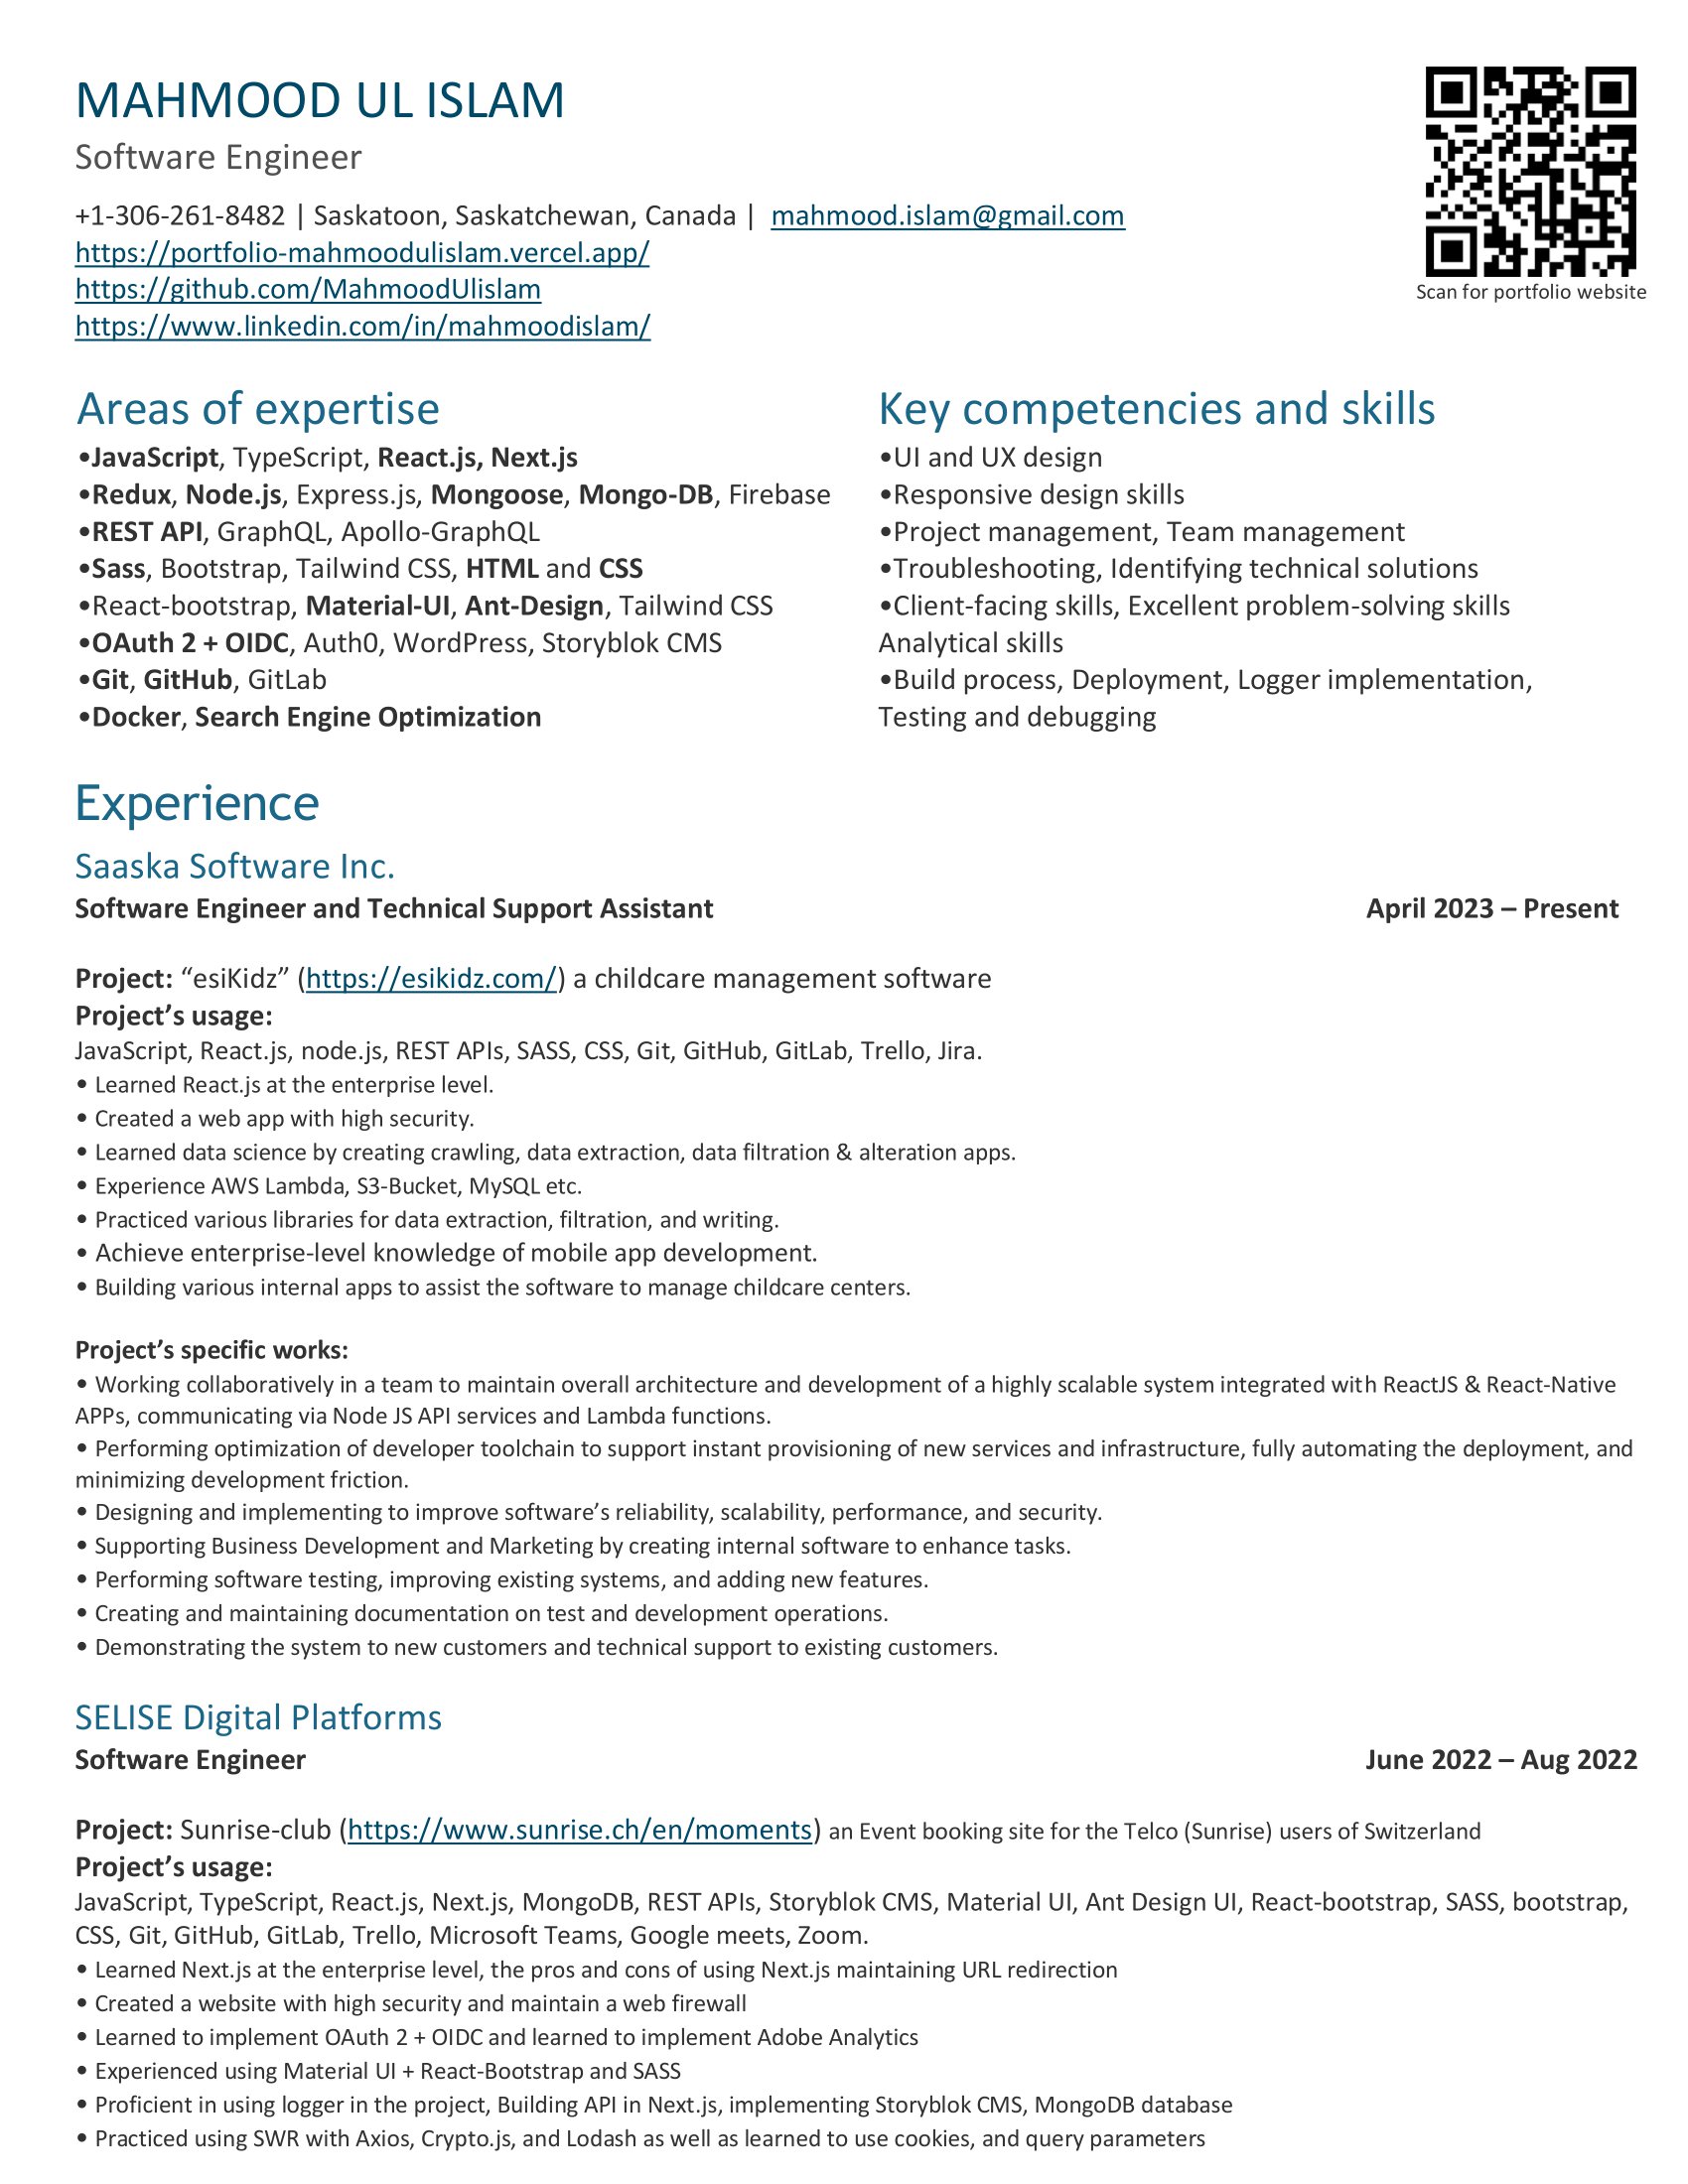 MAHMOOD UL ISLAM
Software Engineer
+1-306-261-8482 | Saskatoon, Saskatchewan, Canada | mahmood.islam@gmail.com
https://portfolio-mahmoodulislam.vercel.app/
https://github.com/MahmoodUlislam
https://www.linkedin.com/in/mahmoodislam/
Scan for portfolio website
Areas of expertise
•JavaScript, TypeScript, React.js, Next.js
•Redux, Node.js, Express.js, Mongoose, Mongo-DB, Firebase
•REST API, GraphQL, Apollo-GraphQL
•Sass, Bootstrap, Tailwind CSS, HTML and CSS
•React-bootstrap, Material-UI, Ant-Design, Tailwind CSS
•OAuth 2 + OIDC, Auth0, WordPress, Storyblok CMS
•Git, GitHub, GitLab
•Docker, Search Engine Optimization
Key competencies and skills
•UI and UX design
•Responsive design skills
•Project management, Team management
•Troubleshooting, Identifying technical solutions
•Client-facing skills, Excellent problem-solving skills
Analytical skills
•Build process, Deployment, Logger implementation,
Testing and debugging
Experience
Saaska Software Inc.
Software Engineer and Technical Support Assistant April 2023 – Present
Project: “esiKidz” (https://esikidz.com/) a childcare management software
Project’s usage:
JavaScript, React.js, node.js, REST APIs, SASS, CSS, Git, GitHub, GitLab, Trello, Jira.
• Learned React.js at the enterprise level.
• Created a web app with high security.
• Learned data science by creating crawling, data extraction, data filtration & alteration apps.
• Experience AWS Lambda, S3-Bucket, MySQL etc.
• Practiced various libraries for data extraction, filtration, and writing.
• Achieve enterprise-level knowledge of mobile app development.
• Building various internal apps to assist the software to manage childcare centers.
Project’s specific works:
• Working collaboratively in a team to maintain overall architecture and development of a highly scalable system integrated with ReactJS & React-Native
APPs, communicating via Node JS API services and Lambda functions.
• Performing optimization of developer toolchain to support instant provisioning of new services and infrastructure, fully automating the deployment, and
minimizing development friction.
• Designing and implementing to improve software’s reliability, scalability, performance, and security.
• Supporting Business Development and Marketing by creating internal software to enhance tasks.
• Performing software testing, improving existing systems, and adding new features.
• Creating and maintaining documentation on test and development operations.
• Demonstrating the system to new customers and technical support to existing customers.
SELISE Digital Platforms
Software Engineer June 2022 – Aug 2022
Project: Sunrise-club (https://www.sunrise.ch/en/moments) an Event booking site for the Telco (Sunrise) users of Switzerland
Project’s usage:
JavaScript, TypeScript, React.js, Next.js, MongoDB, REST APIs, Storyblok CMS, Material UI, Ant Design UI, React-bootstrap, SASS, bootstrap,
CSS, Git, GitHub, GitLab, Trello, Microsoft Teams, Google meets, Zoom.
• Learned Next.js at the enterprise level, the pros and cons of using Next.js maintaining URL redirection
• Created a website with high security and maintain a web firewall
• Learned to implement OAuth 2 + OIDC and learned to implement Adobe Analytics
• Experienced using Material UI + React-Bootstrap and SASS
• Proficient in using logger in the project, Building API in Next.js, implementing Storyblok CMS, MongoDB database
• Practiced using SWR with Axios, Crypto.js, and Lodash as well as learned to use cookies, and query parameters